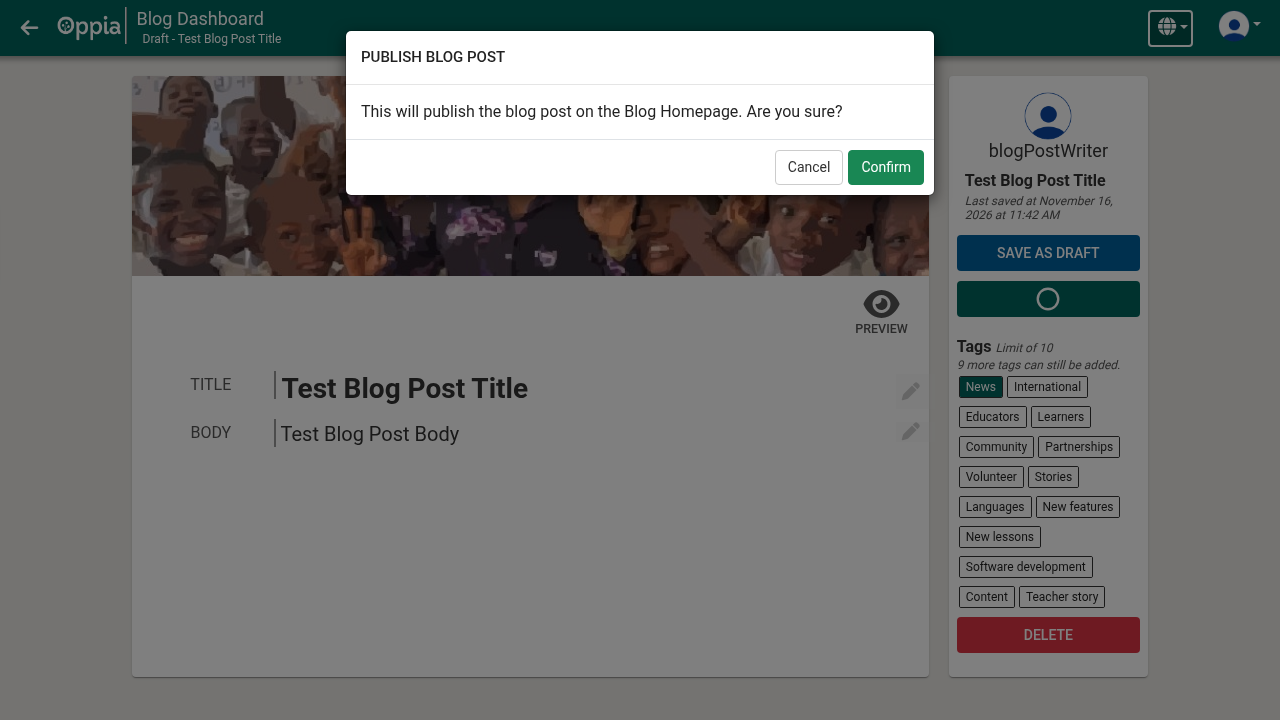 Oppia
Blog Dashboard
Draft - Test Blog Post Title
PUBLISH BLOG POST
This will publish the blog post on the Blog Homepage. Are you sure?
Cancel
Confirm
PREVIEW
TITLE
Test Blog Post Title
BODY
Test Blog Post Body
blogPostWriter
Test Blog Post Title
Last saved at November 16,
2026 at 11:42 AM
SAVE AS DRAFT
Tags Limit of 10
9 more tags can still be added.
News International
Educators Learners
Community Partnerships
Volunteer Stories
Languages New features
New lessons
Software development
Content Teacher story
DELETE